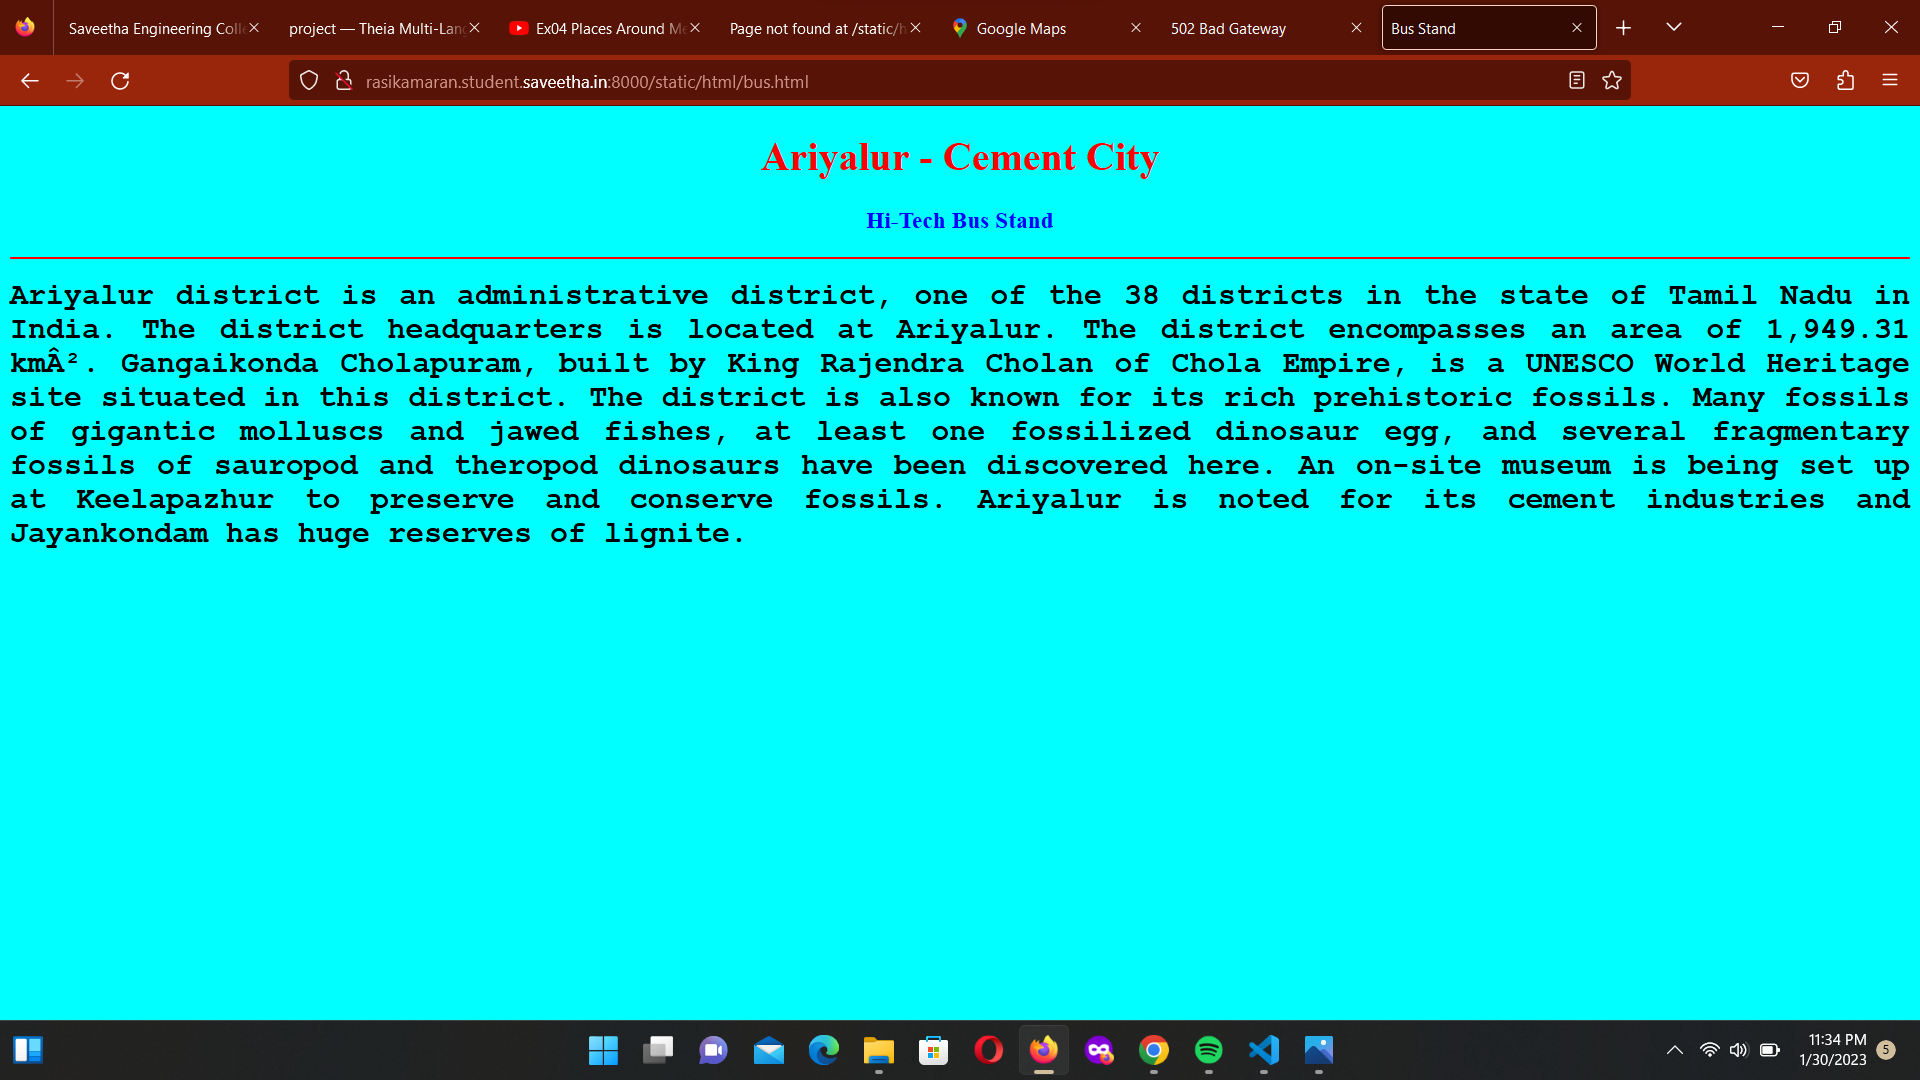 Saveetha Engineering Colle
project — Theia Multi-Lang
Ex04 Places Around Me
Page not found at /static/h
Google Maps
502 Bad Gateway
Bus Stand
rasikamaran.student.saveetha.in:8000/static/html/bus.html
Ariyalur - Cement City
Hi-Tech Bus Stand
Ariyalur district is an administrative district, one of the 38 districts in the state of Tamil Nadu in
India. The district headquarters is located at Ariyalur. The district encompasses an area of 1,949.31
kmÂ². Gangaikonda Cholapuram, built by King Rajendra Cholan of Chola Empire, is a UNESCO World Heritage
site situated in this district. The district is also known for its rich prehistoric fossils. Many fossils
of gigantic molluscs and jawed fishes, at least one fossilized dinosaur egg, and several fragmentary
fossils of sauropod and theropod dinosaurs have been discovered here. An on-site museum is being set up
at Keelapazhur to preserve and conserve fossils. Ariyalur is noted for its cement industries and
Jayankondam has huge reserves of lignite.
11:34 PM
1/30/2023
5